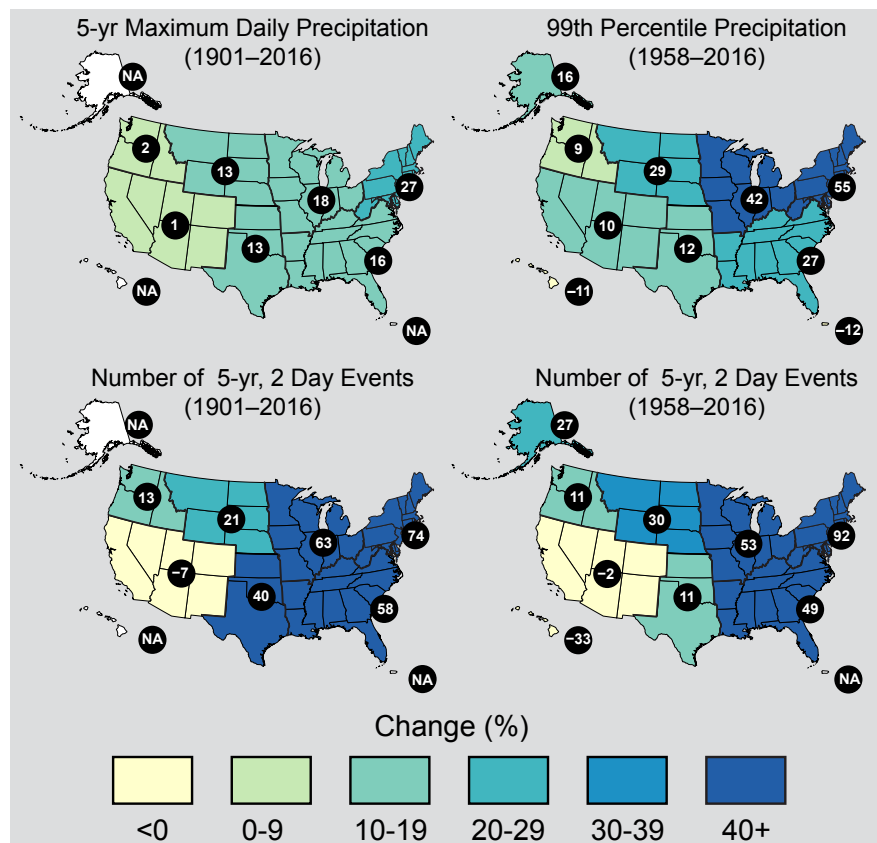 5-yr Maximum Daily Precipitation
(1901–2016)
NA
2
13
18
27
1
13
16
NA
NA
99th Percentile Precipitation
(1958–2016)
16
9
29
42
55
10
12
27
−11
−12
Number of 5-yr, 2 Day Events
(1901–2016)
NA
13
21
63
74
−7
40
58
NA
NA
Number of 5-yr, 2 Day Events
(1958–2016)
27
11
30
53
92
−2
11
49
−33
NA
Change (%)
<0 0-9 10-19 20-29 30-39 40+